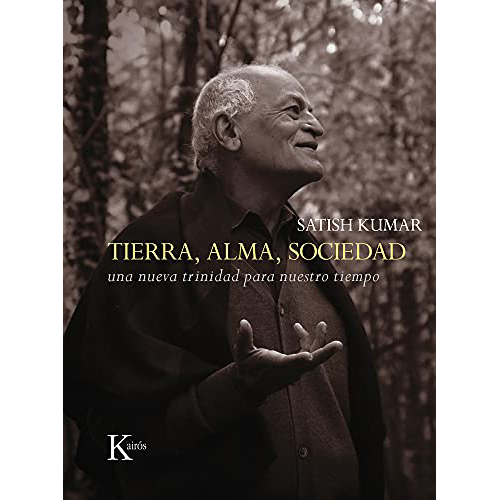 SATISH KUMAR
TIERRA, ALMA, SOCIEDAD
una nueva trinidad para nuestro tiempo
Kairós